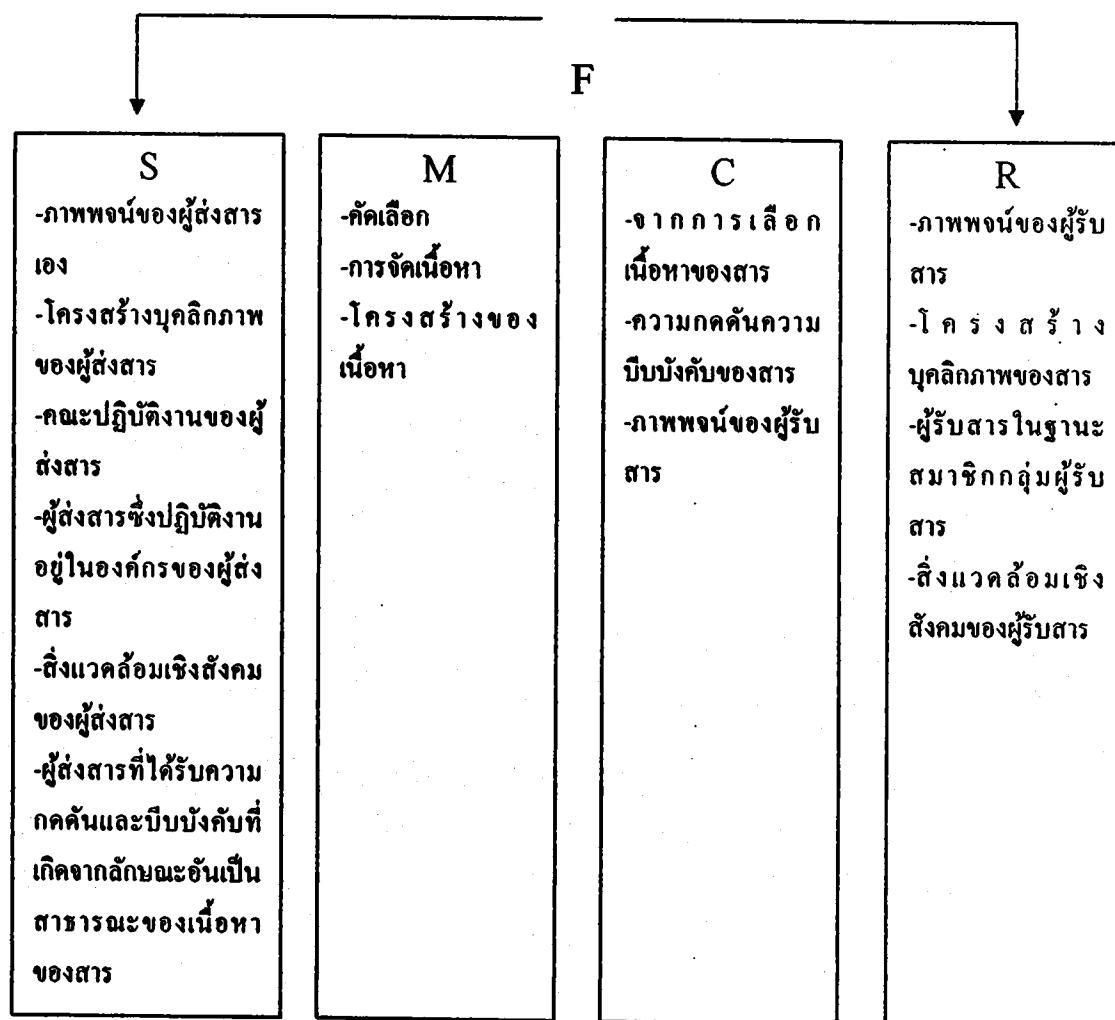 F
S
-ภาพพจน์ของผู้ส่งสาร
เอง
-โครงสร้างบุคลิกภาพ
ของผู้ส่งสาร
-คณะปฏิบัติงานของผู้
ส่งสาร
-ผู้ส่งสารซึ่งปฏิบัติงาน
อยู่ในองค์กรของผู้ส่ง
สาร
-สิ่งแวดล้อมเชิงสังคม
ของผู้ส่งสาร
-ผู้ส่งสารที่ได้รับความ
กดดันและบีบบังคับที่
เกิดจากลักษณะอันเป็น
สาธารณะของเนื้อหา
ของสาร
M
-คัดเลือก
-การจัดเนื้อหา
-โครงสร้างของ
เนื้อหา
C
-จากการเลือก
เนื้อหาของสาร
-ความกดดันความ
บีบบังคับของสาร
-ภาพพจน์ของผู้รับ
สาร
R
-ภาพพจน์ของผู้รับ
สาร
-โครงสร้าง
บุคลิกภาพของสาร
-ผู้รับสารในฐานะ
สมาชิกกลุ่มผู้รับ
สาร
-สิ่งแวดล้อมเชิง
สังคมของผู้รับสาร